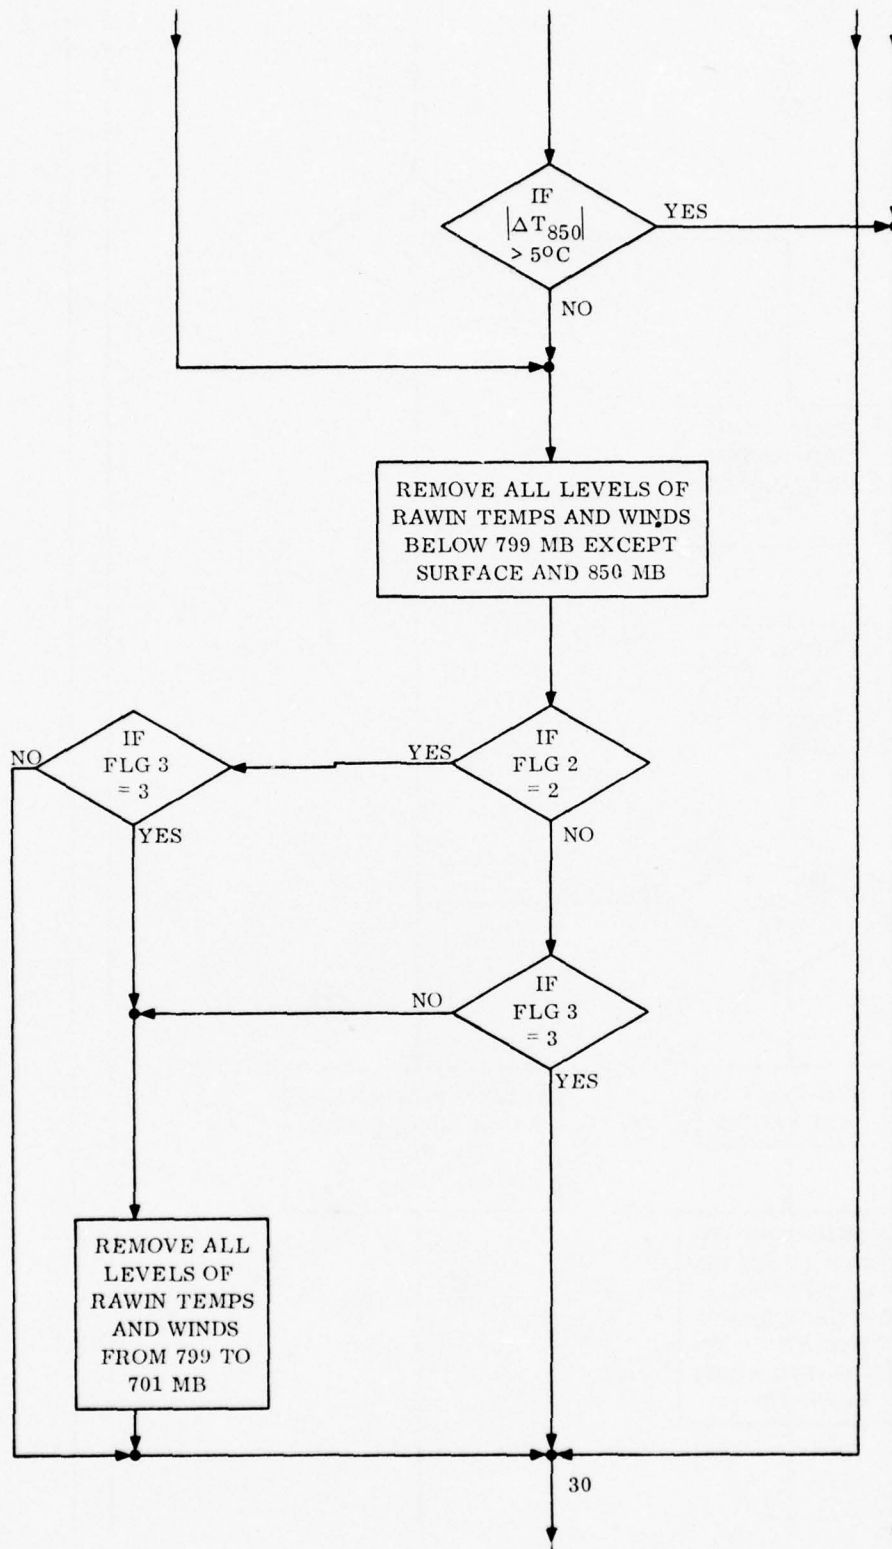 IF
|ΔT850|
> 5°C
YES
NO
REMOVE ALL LEVELS OF
RAWIN TEMPS AND WINDS
BELOW 799 MB EXCEPT
SURFACE AND 850 MB
IF
FLG 3
= 3
NO
YES
IF
FLG 2
= 2
YES
NO
IF
FLG 3
= 3
NO
YES
REMOVE ALL
LEVELS OF
RAWIN TEMPS
AND WINDS
FROM 799 TO
701 MB
30